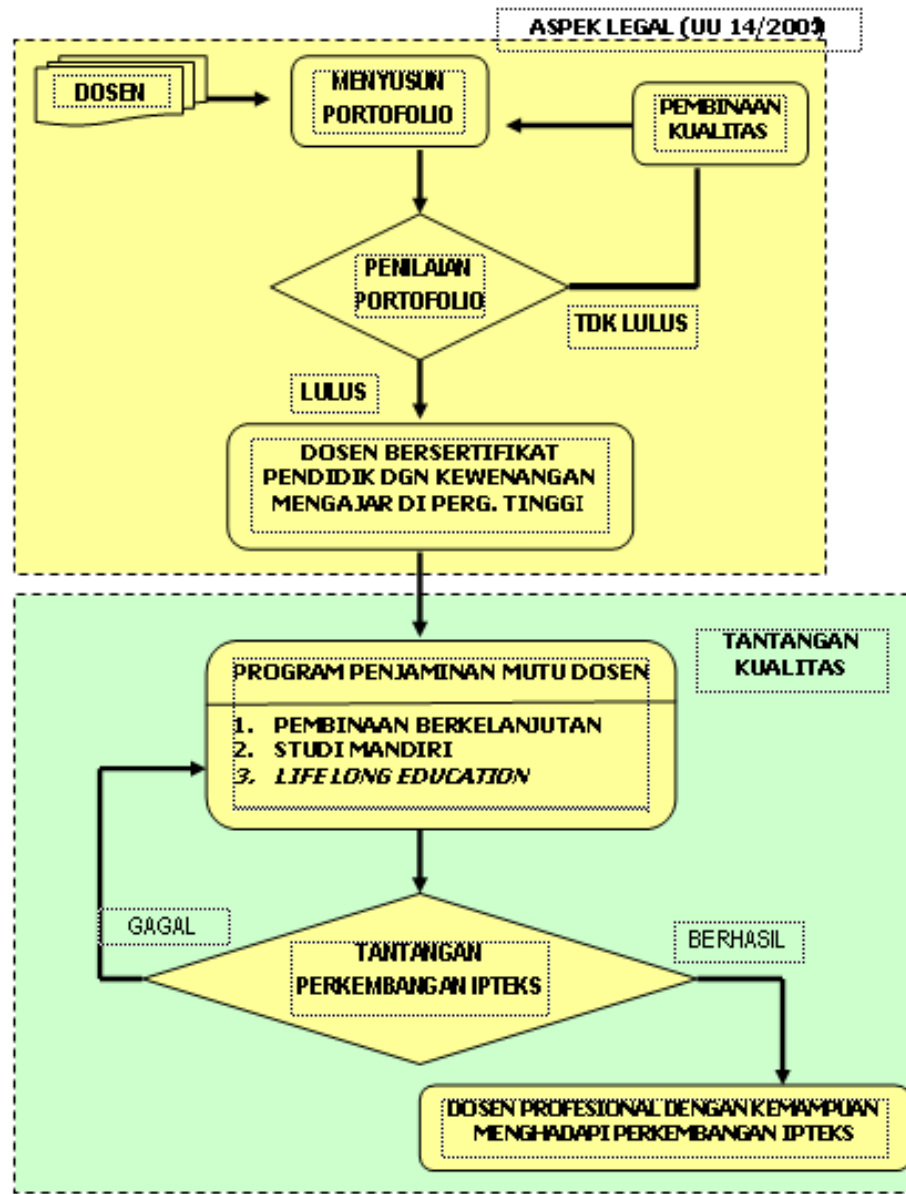 ASPEK LEGAL (UU 14/2005)
DOSEN
MENYUSUN
PORTOFOLIO
PEMBINAAN
KUALITAS
PENILAIAN
PORTOFOLIO
TDK LULUS
LULUS
DOSEN BERSERTIFIKAT
PENDIDIK DGN KEWENANGAN
MENGAJAR DI PERG. TINGGI
TANTANGAN
KUALITAS
PROGRAM PENJAMINAN MUTU DOSEN
1. PEMBINAAN BERKELANJUTAN
2. STUDI MANDIRI
3. LIFE LONG EDUCATION
GAGAL
BERHASIL
TANTANGAN
PERKEMBANGAN IPTEKS
DOSEN PROFESIONAL DENGAN KEMAMPUAN
MENGHADAPI PERKEMBANGAN IPTEKS